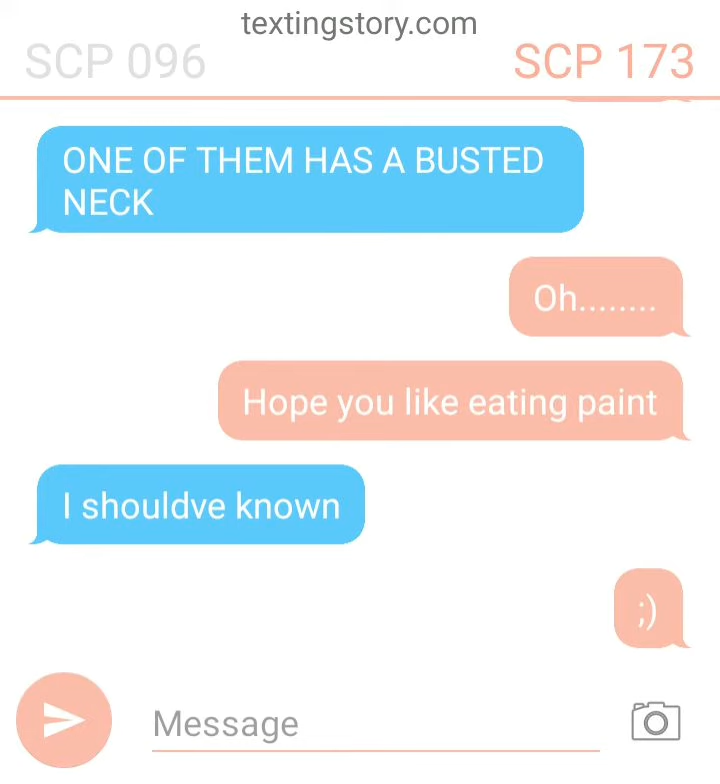 textingstory.com
SCP 096
SCP 173
ONE OF THEM HAS A BUSTED
NECK
Oh........
Hope you like eating paint
I shouldve known
;)
Message